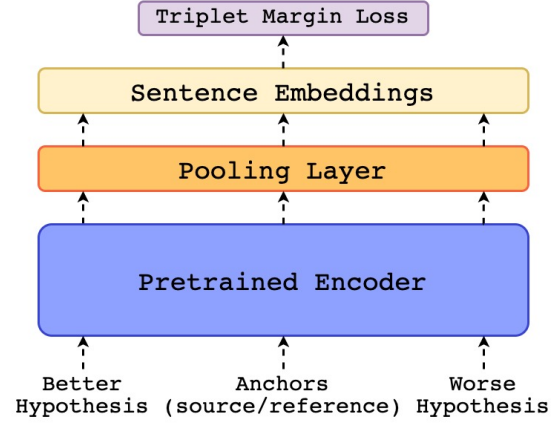 Triplet Margin Loss
Sentence Embeddings
Pooling Layer
Pretrained Encoder
Better Anchors Worse
Hypothesis (source/reference) Hypothesis